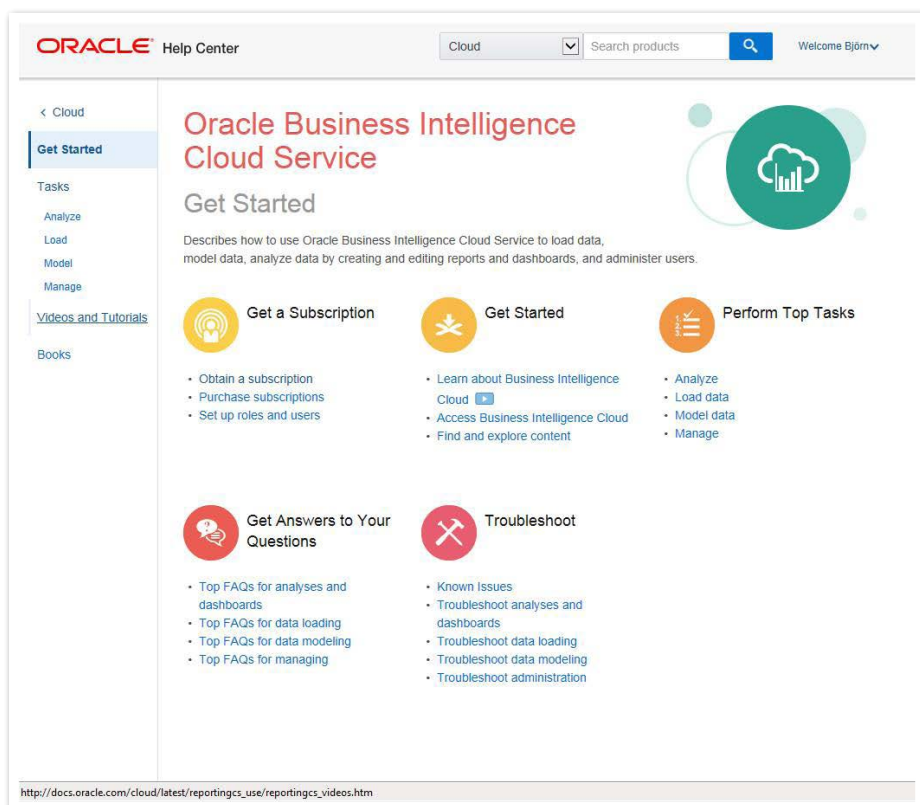 ORACLE Help Center
Cloud
Search products
Welcome Björn
< Cloud
Get Started
Tasks
Analyze
Load
Model
Manage
Videos and Tutorials
Books
Oracle Business Intelligence
Cloud Service
Get Started
Describes how to use Oracle Business Intelligence Cloud Service to load data,
model data, analyze data by creating and editing reports and dashboards, and administer users.
Get a Subscription
• Obtain a subscription
• Purchase subscriptions
• Set up roles and users
Get Started
• Learn about Business Intelligence
Cloud
• Access Business Intelligence Cloud
• Find and explore content
Perform Top Tasks
• Analyze
• Load data
• Model data
• Manage
Get Answers to Your
Questions
• Top FAQs for analyses and
dashboards
• Top FAQs for data loading
• Top FAQs for data modeling
• Top FAQs for managing
Troubleshoot
• Known Issues
• Troubleshoot analyses and
dashboards
• Troubleshoot data loading
• Troubleshoot data modeling
• Troubleshoot administration
http://docs.oracle.com/cloud/latest/reportingcs_use/reportingcs_videos.htm